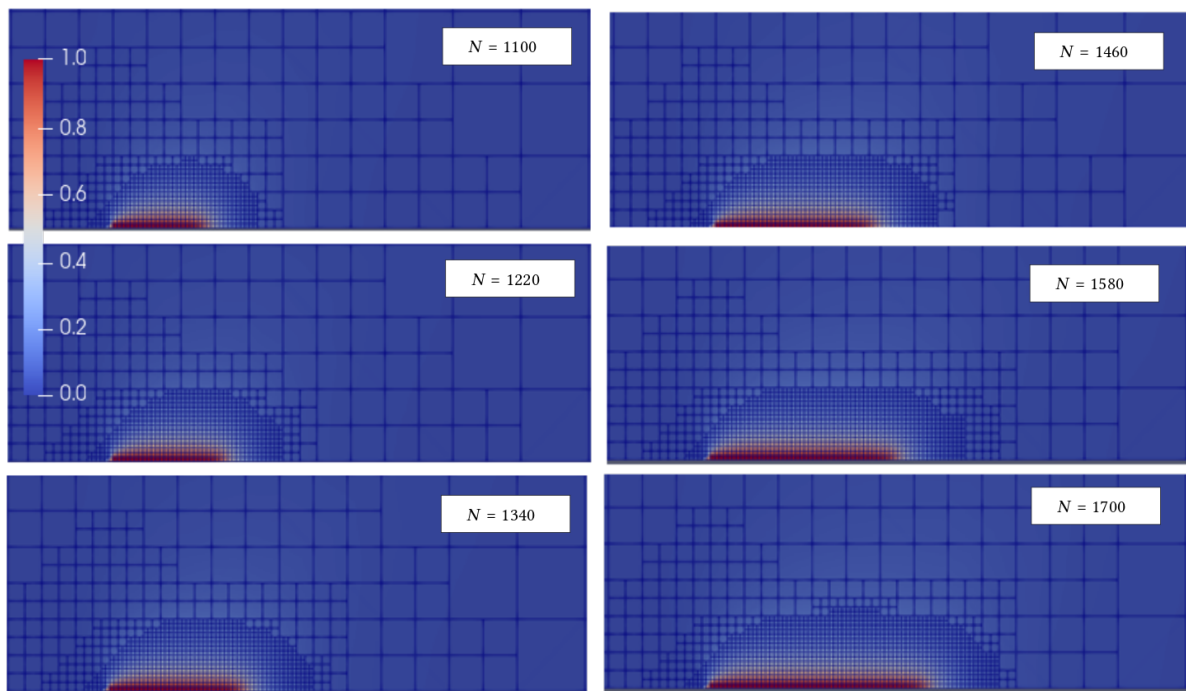 N = 1100
N = 1460
1.0
0.8
0.6
0.4
0.2
0.0
N = 1220
N = 1580
N = 1340
N = 1700